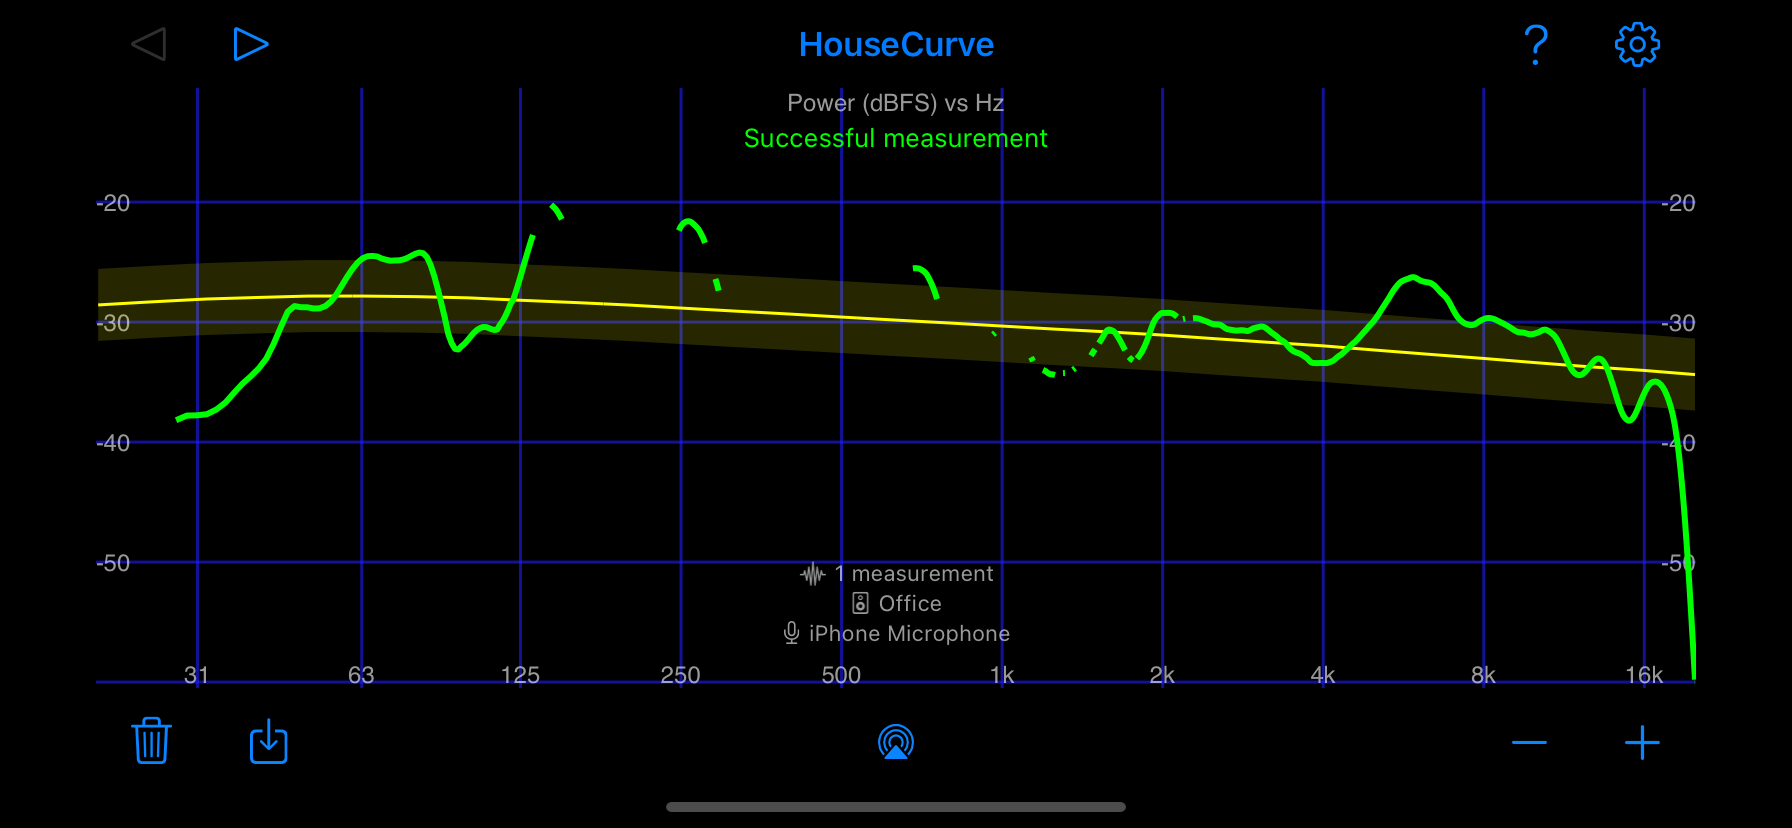 HouseCurve
?
Power (dBFS) vs Hz
Successful measurement
-20 -20
-30 -30
-40 -40
-50 -50
1 measurement
Office
iPhone Microphone
31 63 125 250 500 1k 2k 4k 8k 16k